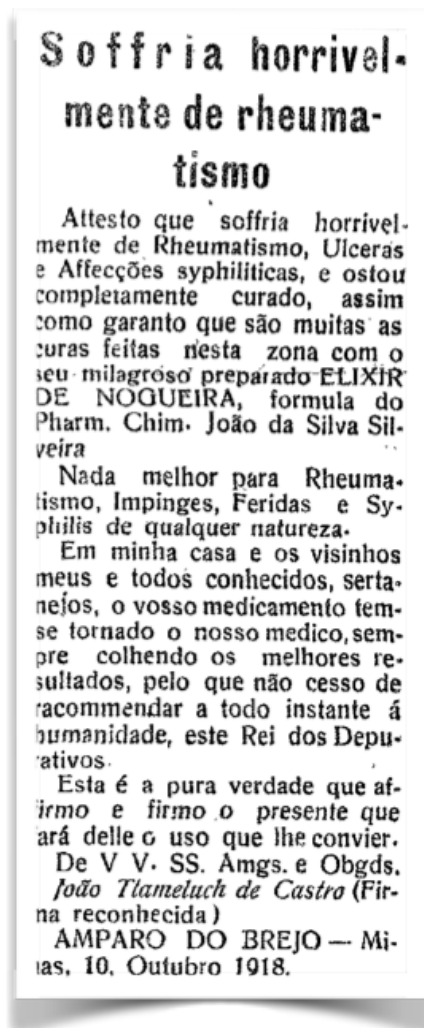 Soffria horrivel-
mente de rheuma-
tismo
Attesto que soffria horrivel-
mente de Rheumatismo, Ulceras
e Affecções syphiliticas, e ostou
completamente curado, assim
como garanto que são muitas as
curas feitas nesta zona com o
seu milagroso preparado ELIXIR
DE NOGUEIRA, formula do
Pharm. Chim. João da Silva Sil-
veira
Nada melhor para Rheuma-
tismo, Impinges, Feridas e Sy-
philis de qualquer natureza.
Em minha casa e os visinhos
meus e todos conhecidos, serta-
nejos, o vosso medicamento tem-
se tornado o nosso medico, sem-
pre colhendo os melhores re-
sultados, pelo que não cesso de
racommendar a todo instante á
humanidade, este Rei dos Depu-
rativos.
Esta é a pura verdade que af-
firmo e firmo o presente que
fará delle o uso que lhe convier.
De V V. SS. Amgs. e Obgds.
João Tlameluch de Castro (Fir-
ma reconhecida)
AMPARO DO BREJO — Mi-
nas, 10, Outubro 1918.